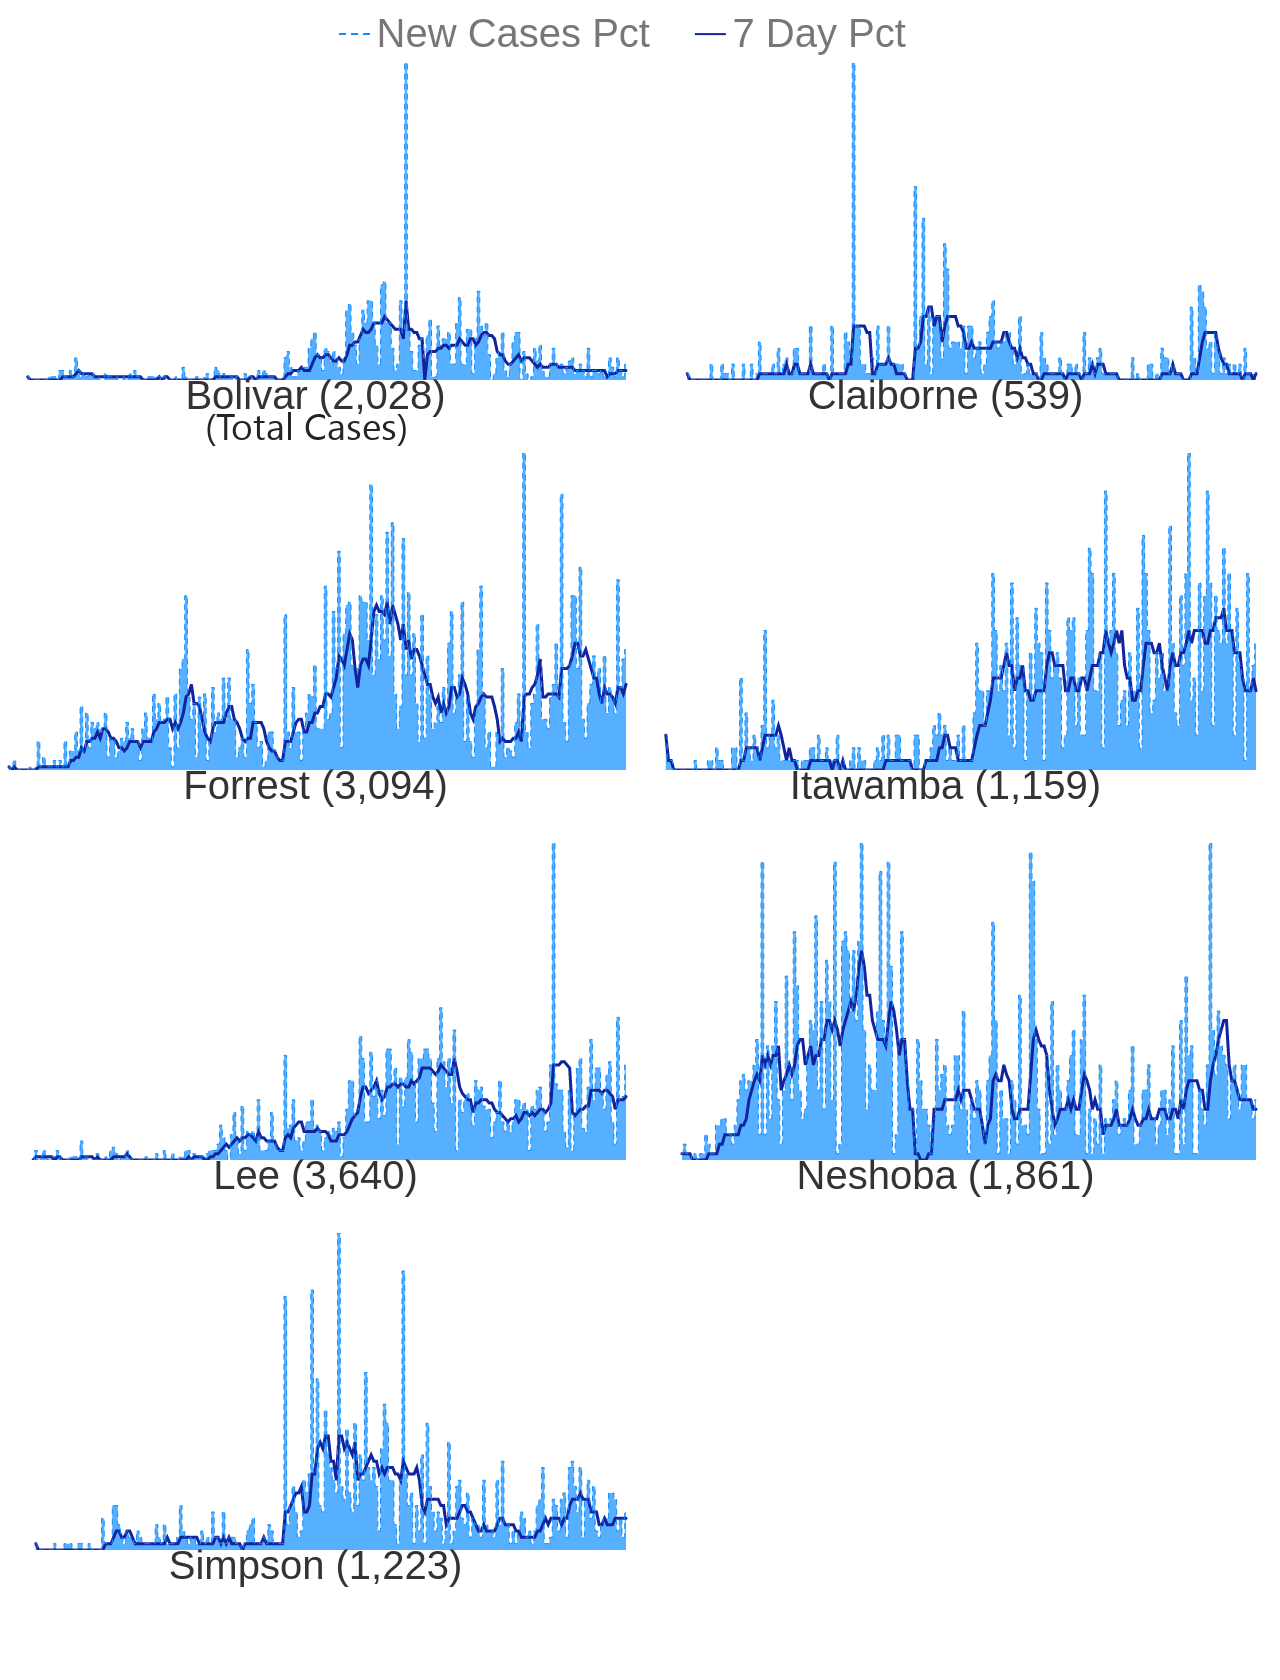 New Cases Pct 7 Day Pct
Bolivar (2,028) Claiborne (539)
(Total Cases)
Forrest (3,094) Itawamba (1,159)
Lee (3,640) Neshoba (1,861)
Simpson (1,223)